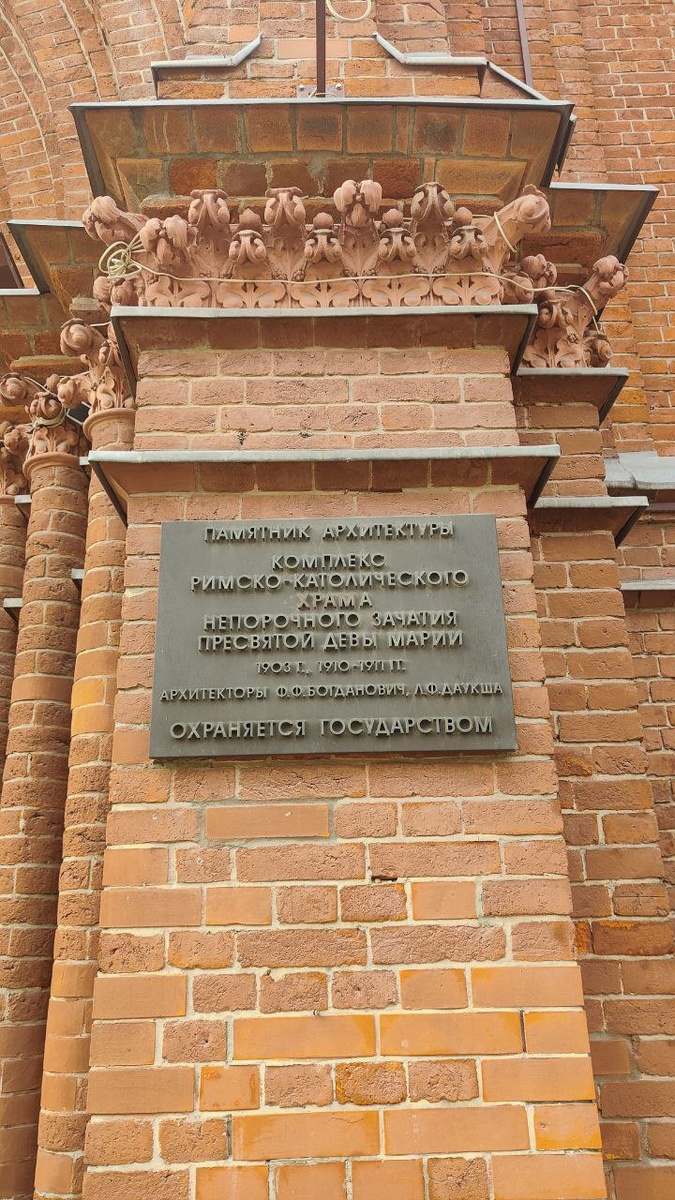 ПАМЯТНИК АРХИТЕКТУРЫ
КОМПЛЕКС
РИМСКО-КАТОЛИЧЕСКОГО
ХРАМА
НЕПОРОЧНОГО ЗАЧАТИЯ
ПРЕСВЯТОЙ ДЕВЫ МАРИИ
1903 Г., 1910-1911 ГГ.
АРХИТЕКТОРЫ Ф.Ф.БОГДАНОВИЧ, Л.Ф.ДАУКША
ОХРАНЯЕТСЯ ГОСУДАРСТВОМ